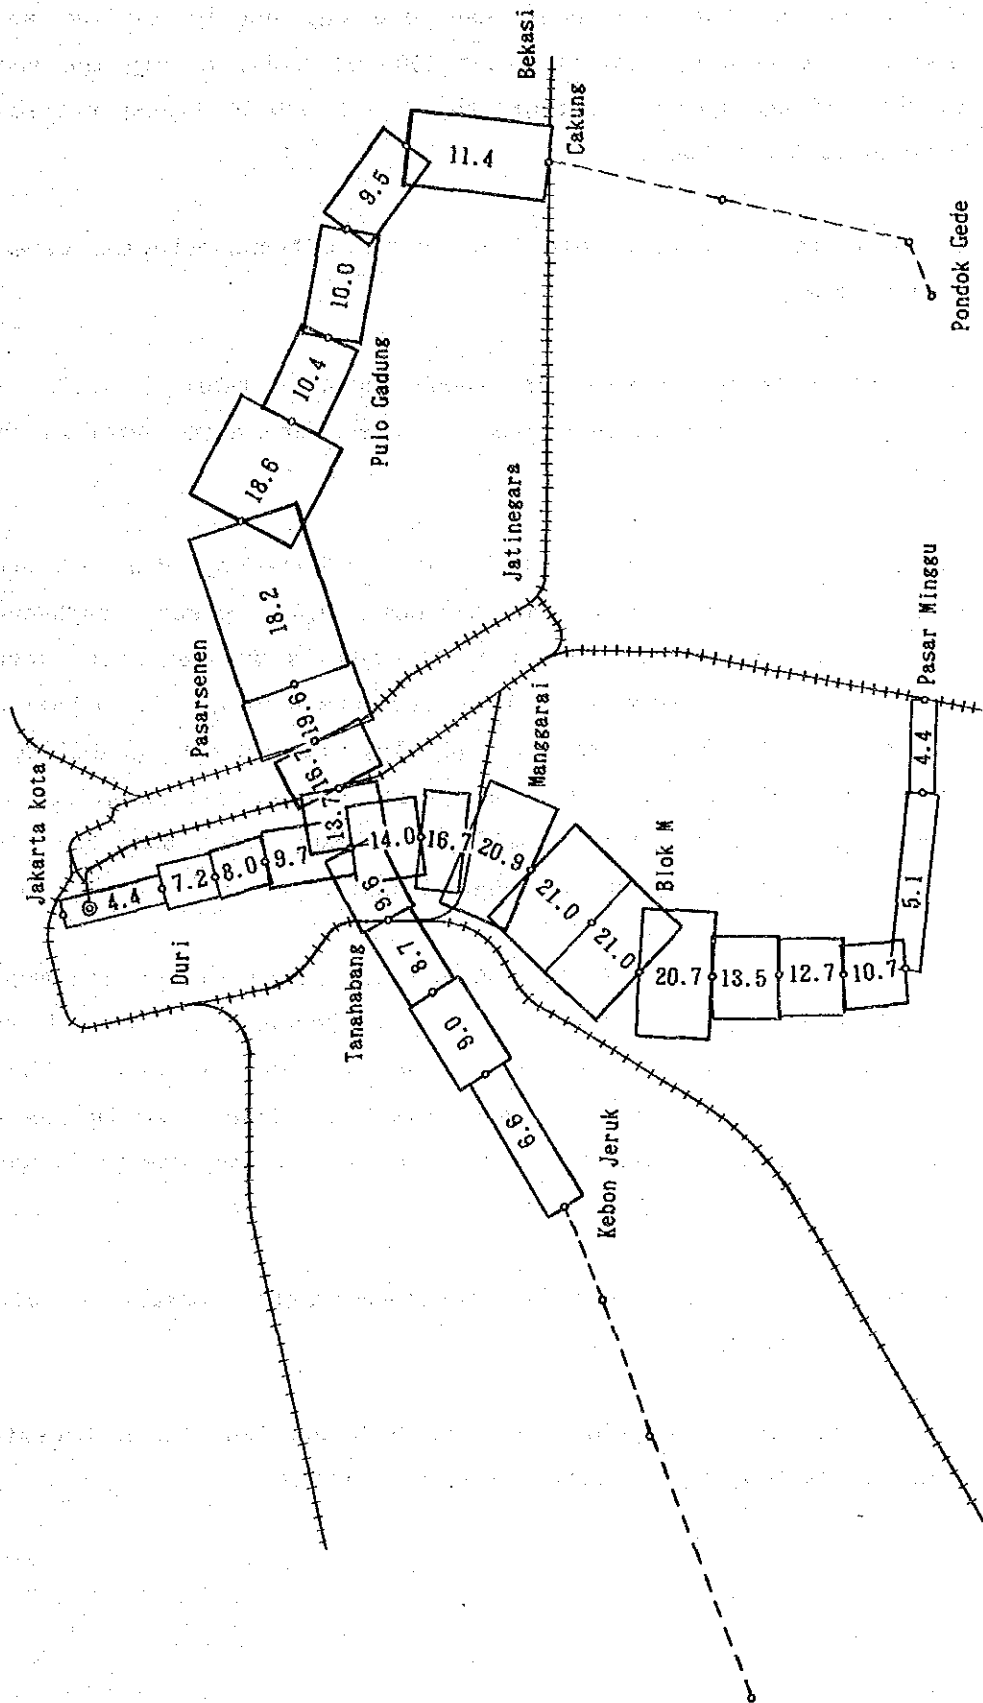 Bekasi
Cakung
11.4
9.5
10.0
10.4
Pulo Gadung
18.6
18.2
Pasarsenen
19.6
16.7
13.7
Jatinegara
Pondok Gede
Pasar Minggu
4.4
5.1
Manggarai
Blok M
Jakarta kota
4.4
7.2
8.0
9.7
14.0
16.7
20.9
21.0
21.0
20.7
13.5
12.7
10.7
Duri
Tanahabang
9.6
8.7
9.0
6.6
Kebon Jeruk